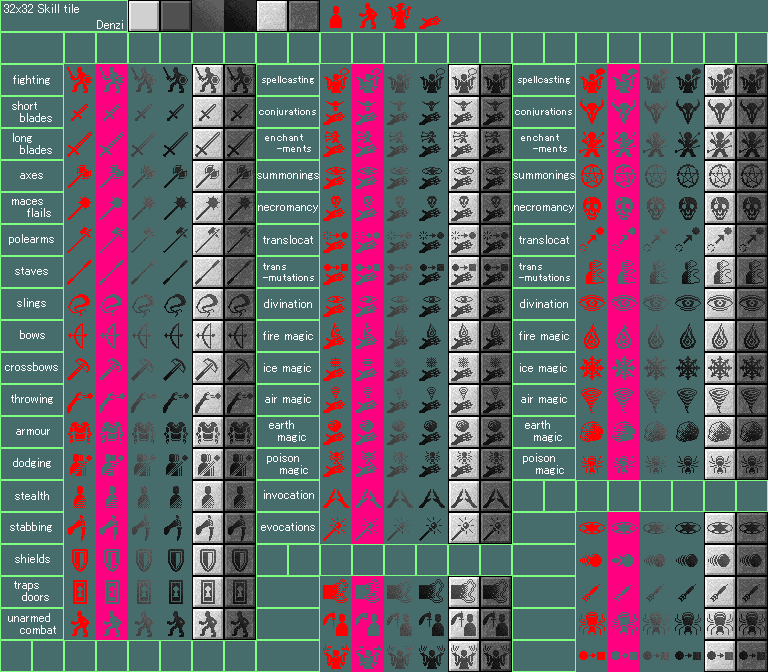 32x32 Skill tile
Denzi
fighting
short
blades
long
blades
axes
maces
flails
polearms
staves
slings
bows
crossbows
throwing
armour
dodging
stealth
stabbing
shields
traps
doors
unarmed
combat
spellcasting
conjurations
enchant
-ments
summonings
necromancy
translocat
trans
-mutations
divination
fire magic
ice magic
air magic
earth
magic
poison
magic
invocation
evocations
spellcasting
conjurations
enchant
-ments
summonings
necromancy
translocat
trans
-mutations
divination
fire magic
ice magic
air magic
earth
magic
poison
magic